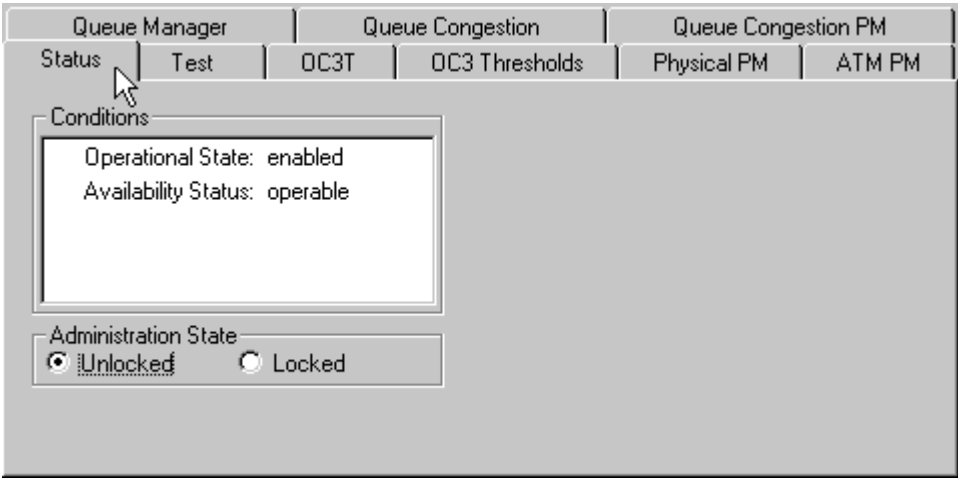 Queue Manager Queue Congestion Queue Congestion PM
Status Test OC3T OC3 Thresholds Physical PM ATM PM
Conditions
Operational State: enabled
Availability Status: operable
Administration State
Unlocked Locked